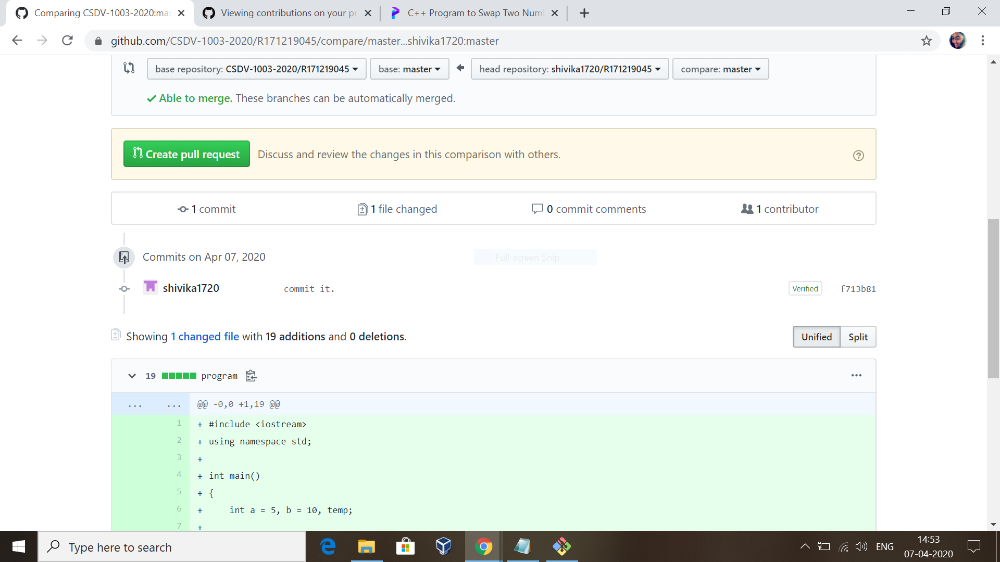 Comparing CSDV-1003-2020:mas
Viewing contributions on your pr
C++ Program to Swap Two Num
github.com/CSDV-1003-2020/R171219045/compare/master...shivika1720:master
base repository: CSDV-1003-2020/R171219045 base: master head repository: shivika1720/R171219045 compare: master
Able to merge. These branches can be automatically merged.
Create pull request Discuss and review the changes in this comparison with others.
1 commit 1 file changed 0 commit comments 1 contributor
Commits on Apr 07, 2020
Full-screen Snip
shivika1720 commit it. Verified f713b81
Showing 1 changed file with 19 additions and 0 deletions. Unified Split
19 program
... ... @@ -0,0 +1,19 @@
1 + #include <iostream>
2 + using namespace std;
3 +
4 + int main()
5 + {
6 + int a = 5, b = 10, temp;
7 +
Type here to search
ENG
14:53
07-04-2020